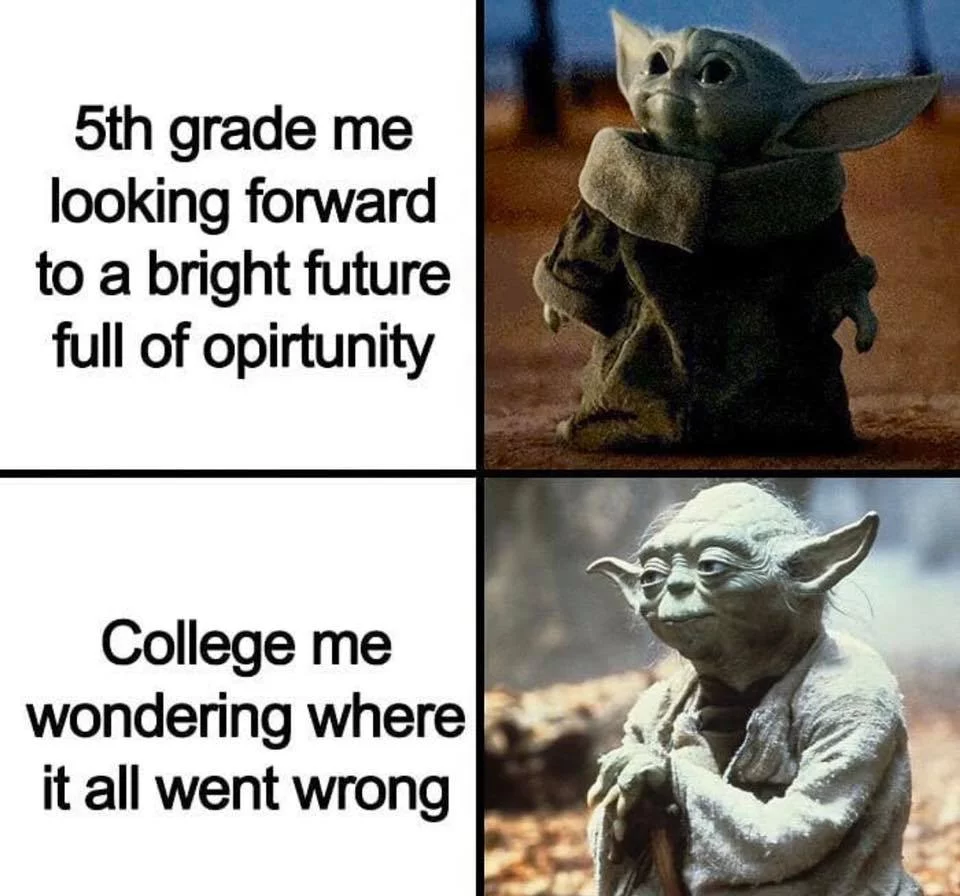 5th grade me
looking forward
to a bright future
full of opirtunity
College me
wondering where
it all went wrong